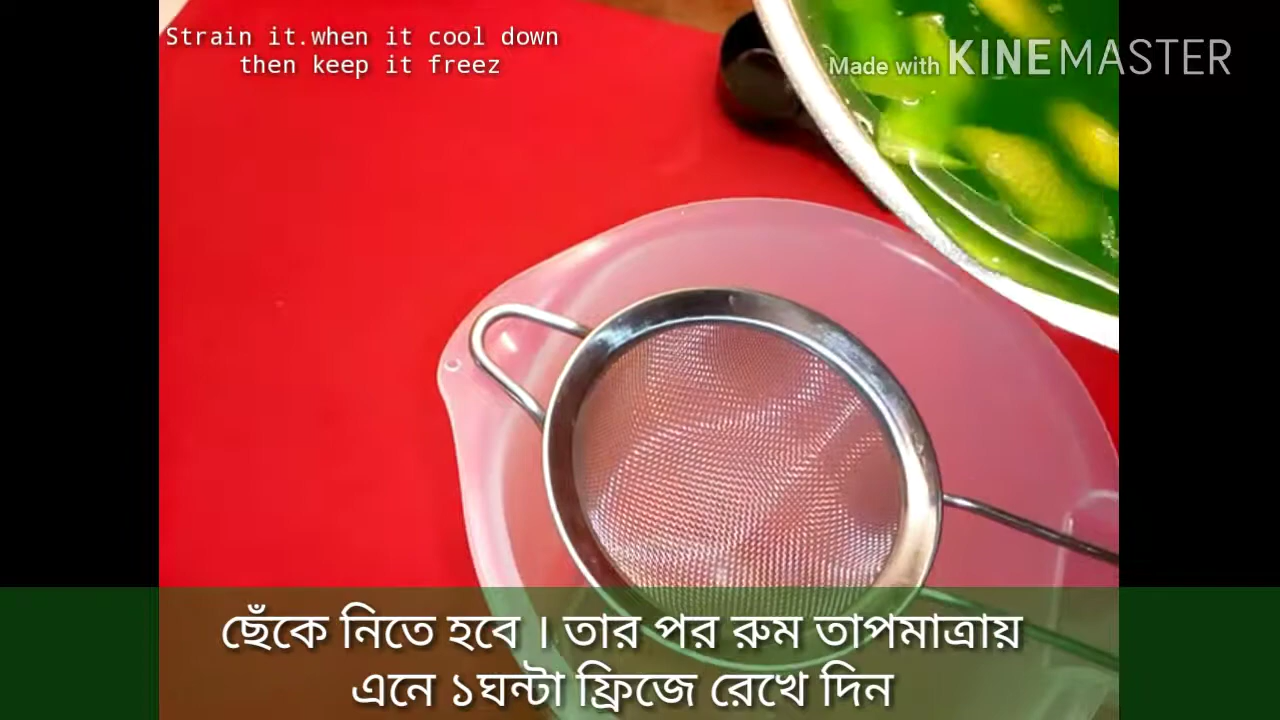 Strain it.when it cool down
then keep it freez
Made with KINEMASTER
ছেঁকে নিতে হবে । তার পর রুম তাপমাত্রায়
এনে ১ঘন্টা ফ্রিজে রেখে দিন